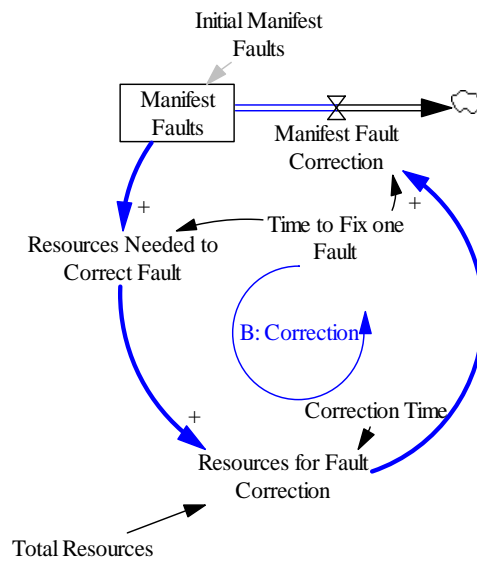 Initial Manifest
Faults
Manifest
Faults
Manifest Fault
Correction
+
+
Resources Needed to
Correct Fault
Time to Fix one
Fault
B: Correction
+
Correction Time
Resources for Fault
Correction
Total Resources